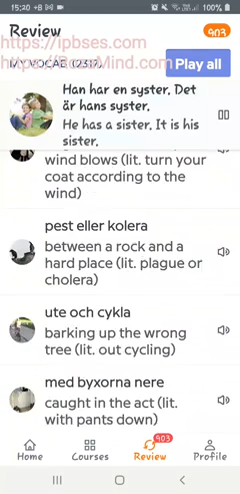 15:20 +8
100%
Review
903
https://ipbses.com
MY VOCAB (2317)
Play all
Han har en syster. Det
är hans syster.
He has a sister. It is his
sister.
wind blows (lit. turn your
coat according to the
wind)
pest eller kolera
between a rock and a
hard place (lit. plague or
cholera)
ute och cykla
barking up the wrong
tree (lit. out cycling)
med byxorna nere
caught in the act (lit.
with pants down)
903
Home Courses Review Profile